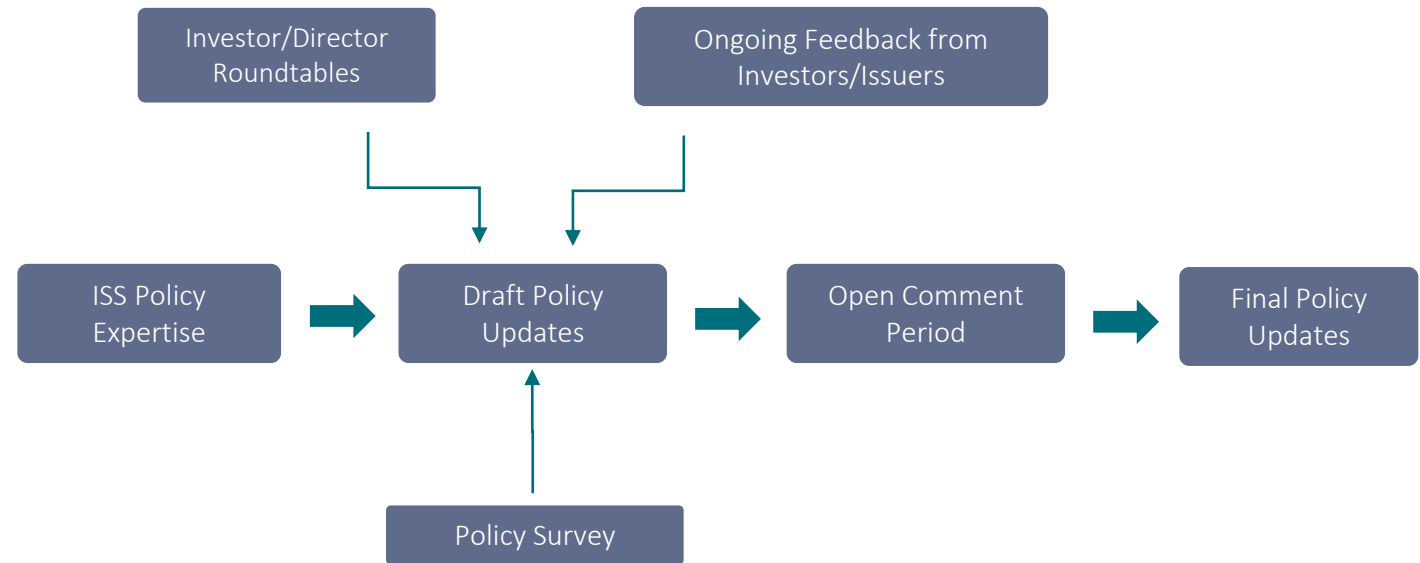 Investor/Director
Roundtables
Ongoing Feedback from
Investors/Issuers
ISS Policy
Expertise
Draft Policy
Updates
Open Comment
Period
Final Policy
Updates
Policy Survey